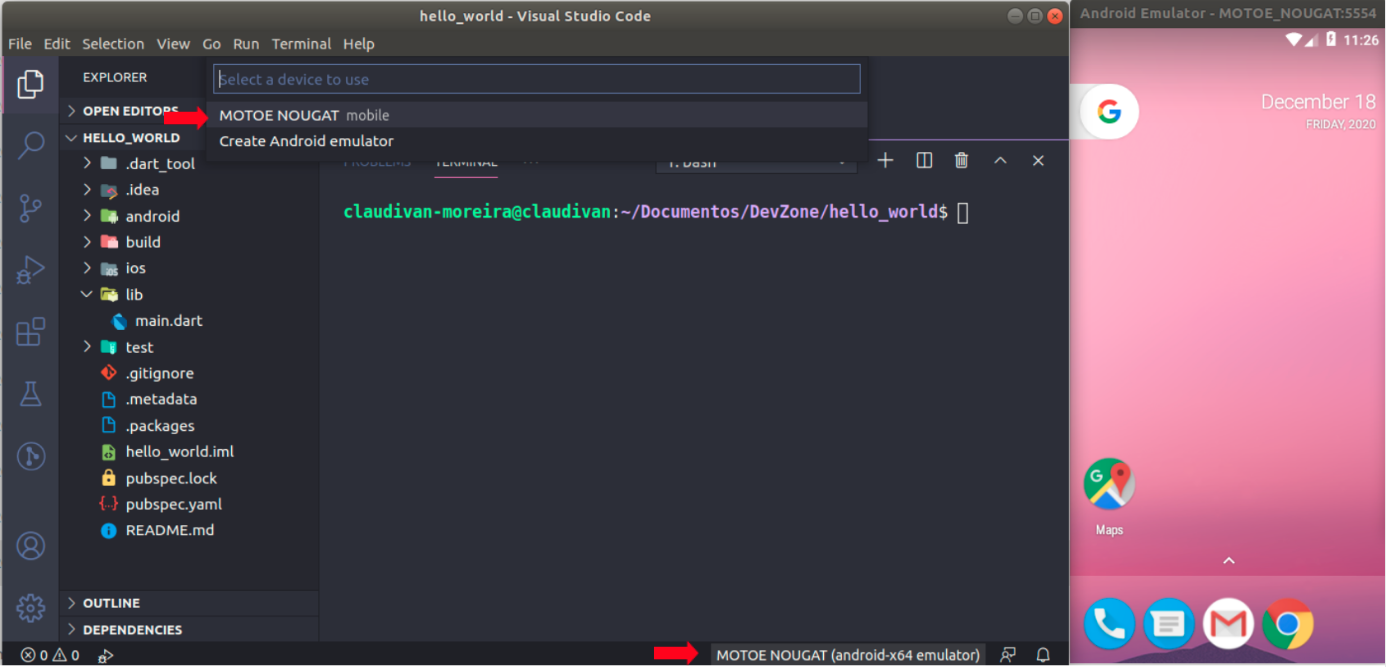 hello_world - Visual Studio Code
File Edit Selection View Go Run Terminal Help
EXPLORER
Select a device to use
MOTOE NOUGAT mobile
Create Android emulator
OPEN EDITORS
HELLO_WORLD
.dart_tool
.idea
android
build
ios
lib
main.dart
test
.gitignore
.metadata
.packages
hello_world.iml
pubspec.lock
pubspec.yaml
README.md
OUTLINE
DEPENDENCIES
PROBLEMS TERMINAL ... 1: bash
claudivan-moreira@claudivan:~/Documentos/DevZone/hello_world$
0 0
MOTOE NOUGAT (android-x64 emulator)
Android Emulator - MOTOE_NOUGAT:5554
11:26
G
December 18
FRIDAY, 2020
G
Maps